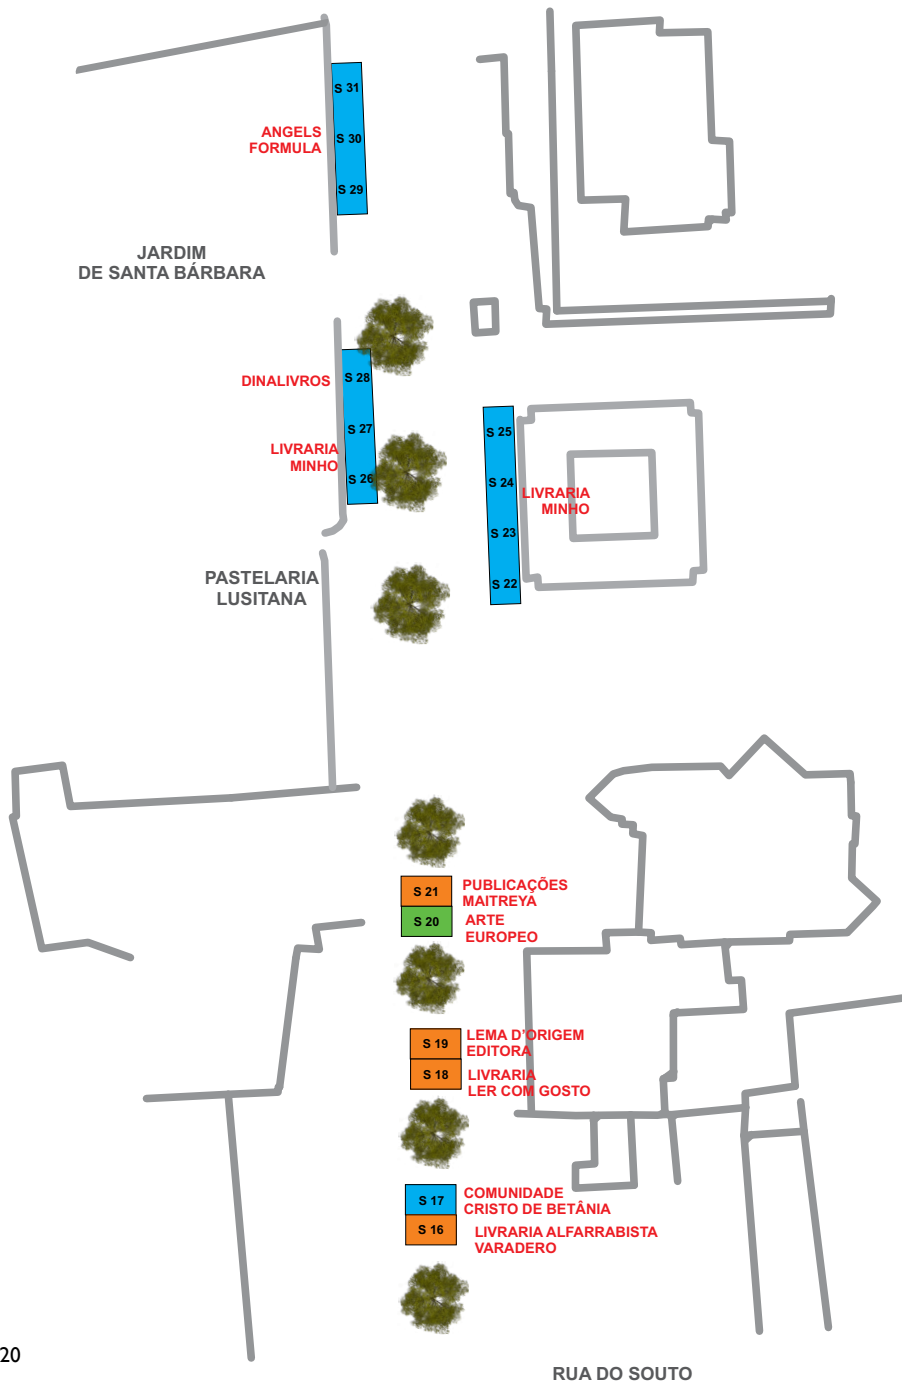 S 31
ANGELS
FORMULA
S 30
S 29
JARDIM
DE SANTA BÁRBARA
DINALIVROS
S 28
S 27
LIVRARIA
MINHO
S 26
S 25
S 24
LIVRARIA
MINHO
S 23
S 22
PASTELARIA
LUSITANA
S 21
PUBLICAÇÕES
MAITREYA
S 20
ARTE
EUROPEO
S 19
LEMA D'ORIGEM
EDITORA
S 18
LIVRARIA
LER COM GOSTO
S 17
COMUNIDADE
CRISTO DE BETÂNIA
S 16
LIVRARIA ALFARRABISTA
VARADERO
20
RUA DO SOUTO